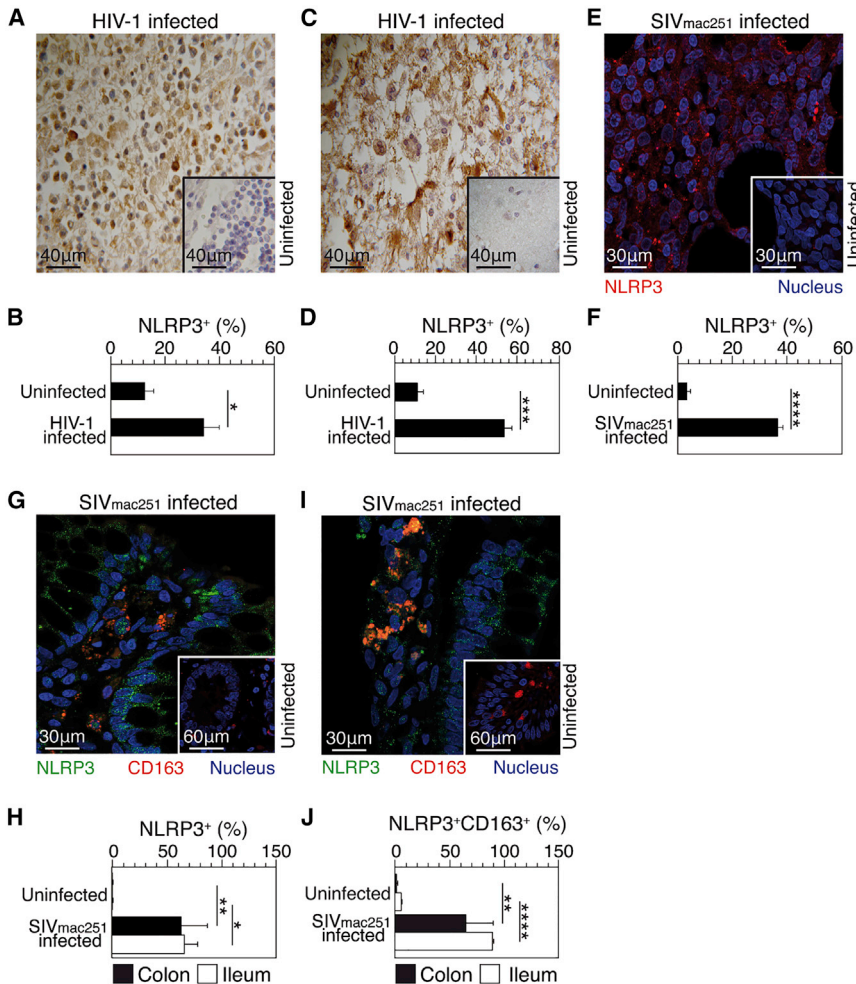 A HIV-1 infected
C HIV-1 infected
E SIVmac251 infected
40µm 40µm Uninfected
40µm 40µm Uninfected
30µm 30µm Uninfected
NLRP3 Nucleus
B NLRP3⁺ (%)
0 20 40 60
Uninfected
HIV-1
infected
*
D NLRP3⁺ (%)
0 20 40 60 80
Uninfected
HIV-1
infected
***
F NLRP3⁺ (%)
0 20 40 60
Uninfected
SIVmac251
infected
****
G SIVmac251 infected
30µm 60µm Uninfected
NLRP3 CD163 Nucleus
I SIVmac251 infected
30µm 60µm Uninfected
NLRP3 CD163 Nucleus
H NLRP3⁺ (%)
0 50 100 150
Uninfected
SIVmac251
infected
**
*
Colon Ileum
J NLRP3⁺CD163⁺ (%)
0 50 100 150
Uninfected
SIVmac251
infected
**
****
Colon Ileum